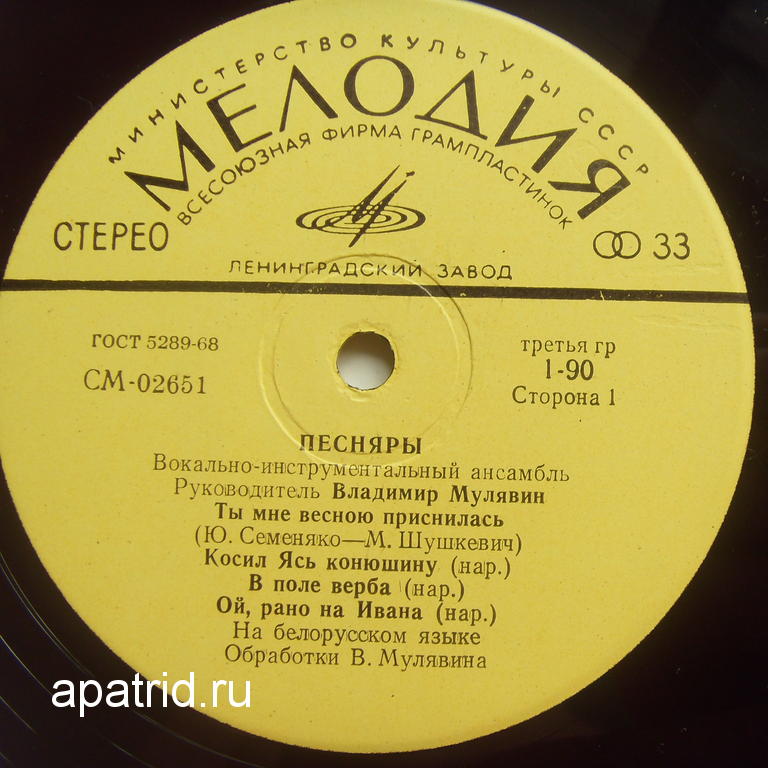 МИНИСТЕРСТВО КУЛЬТУРЫ СССР
МЕЛОДИЯ
ВСЕСОЮЗНАЯ ФИРМА ГРАМПЛАСТИНОК
СТЕРЕО
33
ЛЕНИНГРАДСКИЙ ЗАВОД
ГОСТ 5289-68
СМ-02651
третья гр
1-90
Сторона 1
ПЕСНЯРЫ
Вокально-инструментальный ансамбль
Руководитель Владимир Мулявин
Ты мне весною приснилась
(Ю. Семеняко—М. Шушкевич)
Косил Ясь конюшину (нар.)
В поле верба (нар.)
Ой, рано на Ивана (нар.)
На белорусском языке
Обработки В. Мулявина
apatrid.ru